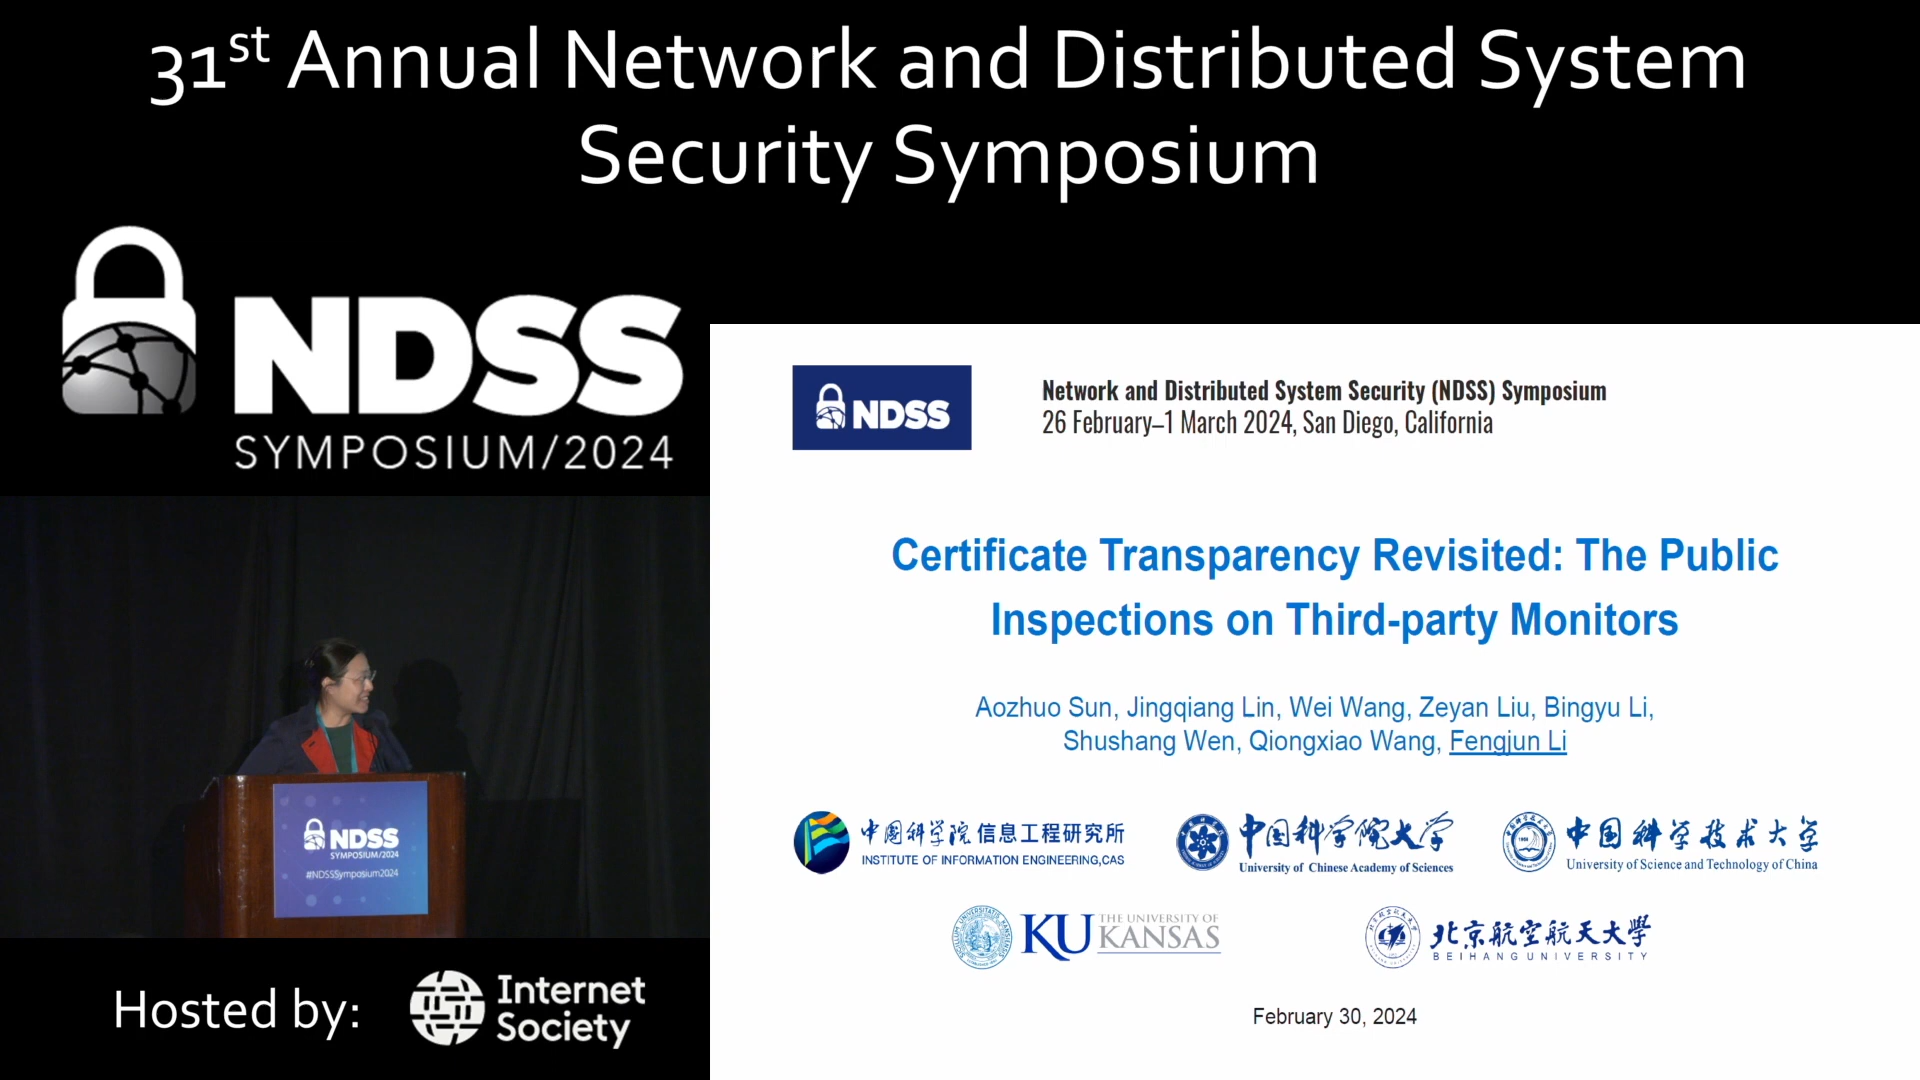 31st Annual Network and Distributed System
Security Symposium
NDSS
SYMPOSIUM/2024
NDSS
Network and Distributed System Security (NDSS) Symposium
26 February–1 March 2024, San Diego, California
Certificate Transparency Revisited: The Public
Inspections on Third-party Monitors
Aozhuo Sun, Jingqiang Lin, Wei Wang, Zeyan Liu, Bingyu Li,
Shushang Wen, Qiongxiao Wang, Fengjun Li
中国科学院信息工程研究所
INSTITUTE OF INFORMATION ENGINEERING,CAS
中国科学院大学
University of Chinese Academy of Sciences
中国科学技术大学
University of Science and Technology of China
KU THE UNIVERSITY OF
KANSAS
北京航空航天大学
BEIHANG UNIVERSITY
February 30, 2024
NDSS
SYMPOSIUM/2024
#NDSSSymposium2024
Hosted by:
Internet
Society